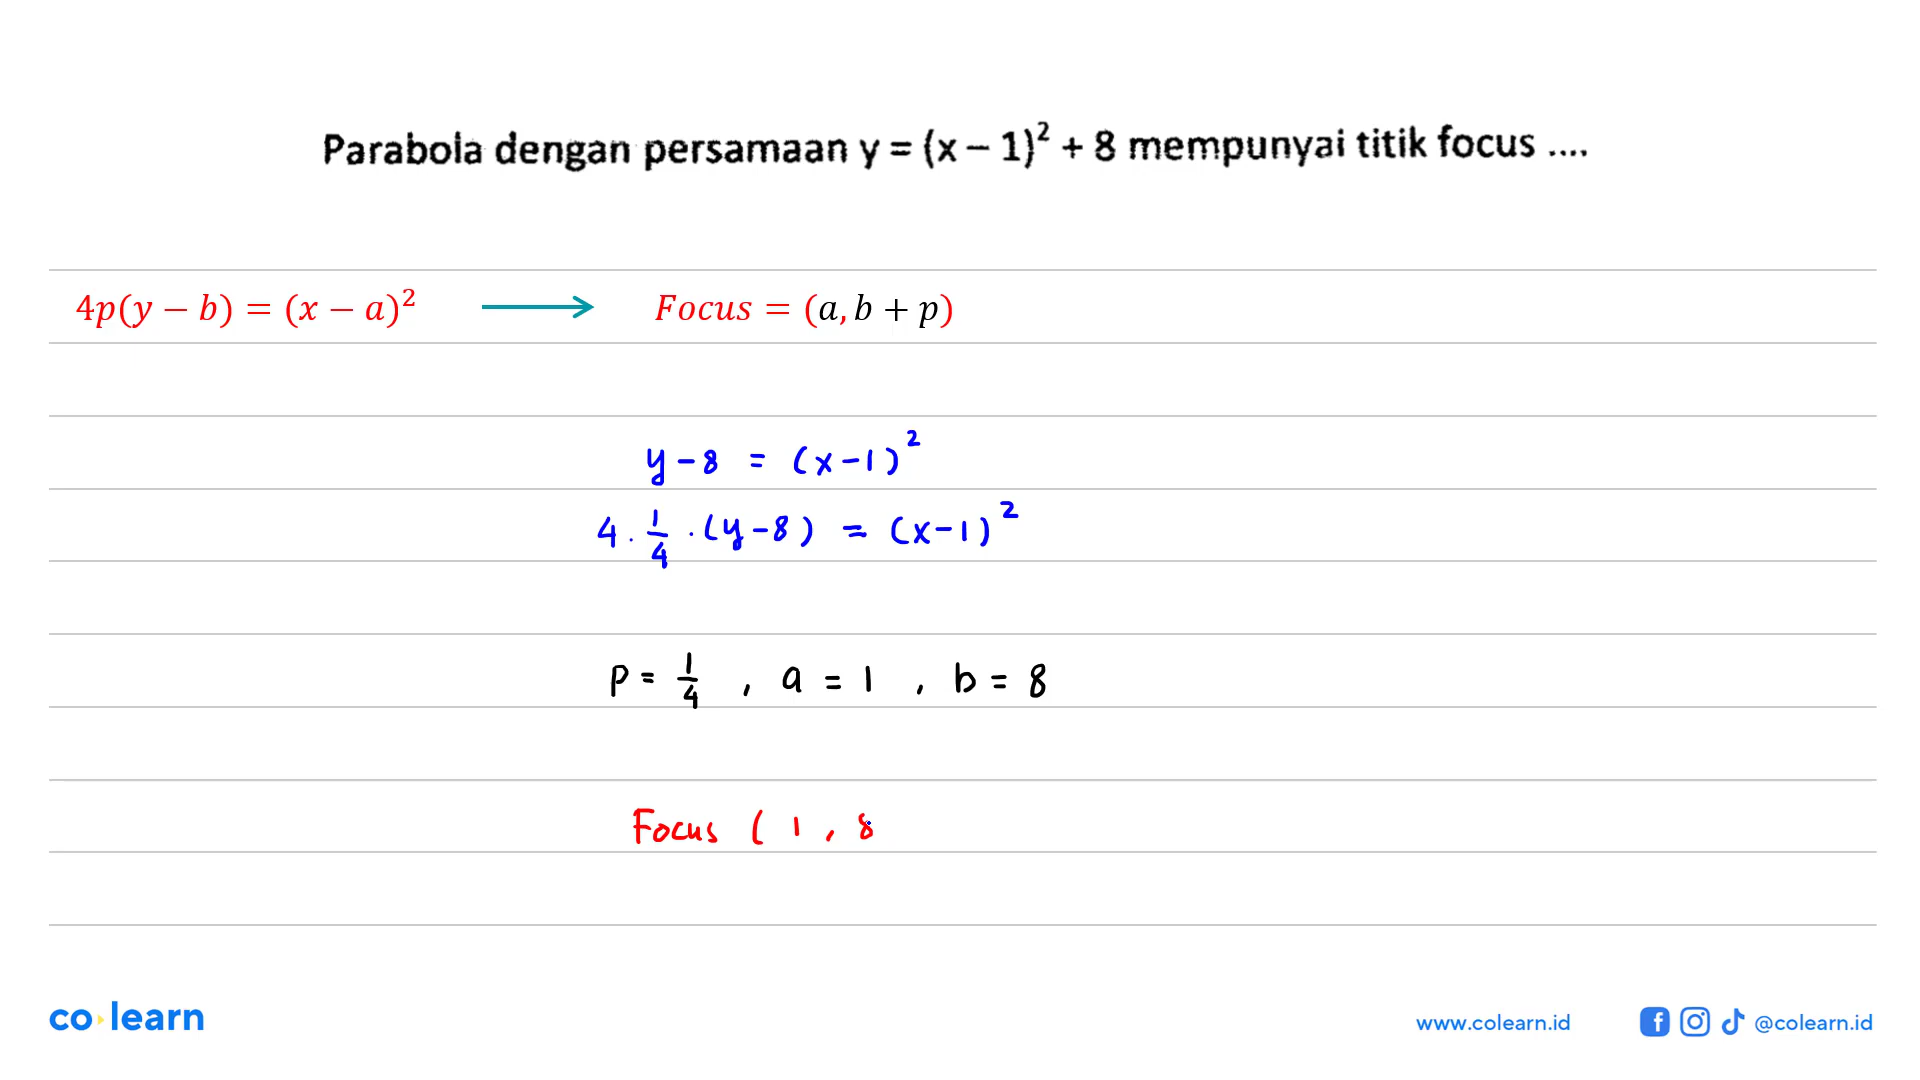 Parabola dengan persamaan y = (x − 1)² + 8 mempunyai titik focus ....
4p(y − b) = (x − a)² ⟶ Focus = (a, b + p)
y − 8 = (x − 1)²
4 · 1/4 · (y − 8) = (x − 1)²
p = 1/4 , a = 1 , b = 8
Focus ( 1 , 8
co learn
www.colearn.id @colearn.id